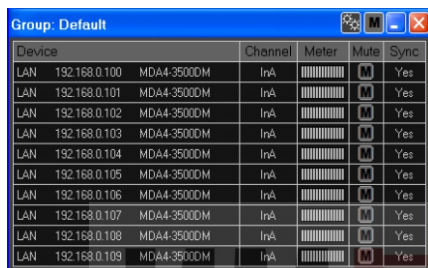 Group: Default M
Device Channel Meter Mute Sync
LAN 192.168.0.100 MDA4-3500DM InA M Yes
LAN 192.168.0.101 MDA4-3500DM InA M Yes
LAN 192.168.0.102 MDA4-3500DM InA M Yes
LAN 192.168.0.103 MDA4-3500DM InA M Yes
LAN 192.168.0.104 MDA4-3500DM InA M Yes
LAN 192.168.0.105 MDA4-3500DM InA M Yes
LAN 192.168.0.106 MDA4-3500DM InA M Yes
LAN 192.168.0.107 MDA4-3500DM InA M Yes
LAN 192.168.0.108 MDA4-3500DM InA M Yes
LAN 192.168.0.109 MDA4-3500DM InA M Yes